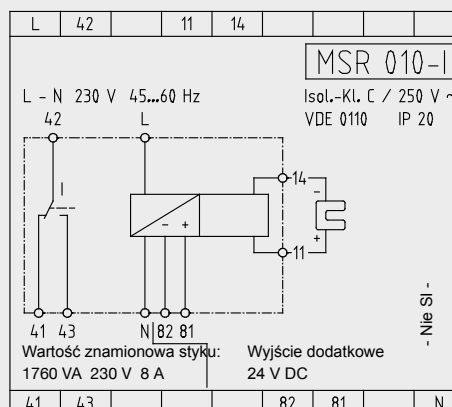 L 42 11 14
MSR 010-I
L - N 230 V 45...60 Hz
Isol.-Kl. C / 250 V ~
VDE 0110 IP 20
42 L
14
-
- +
+
11
41 43 N 82 81
- Nie SI -
Wartość znamionowa styku: Wyjście dodatkowe
1760 VA 230 V 8 A 24 V DC
41 43 82 81 N